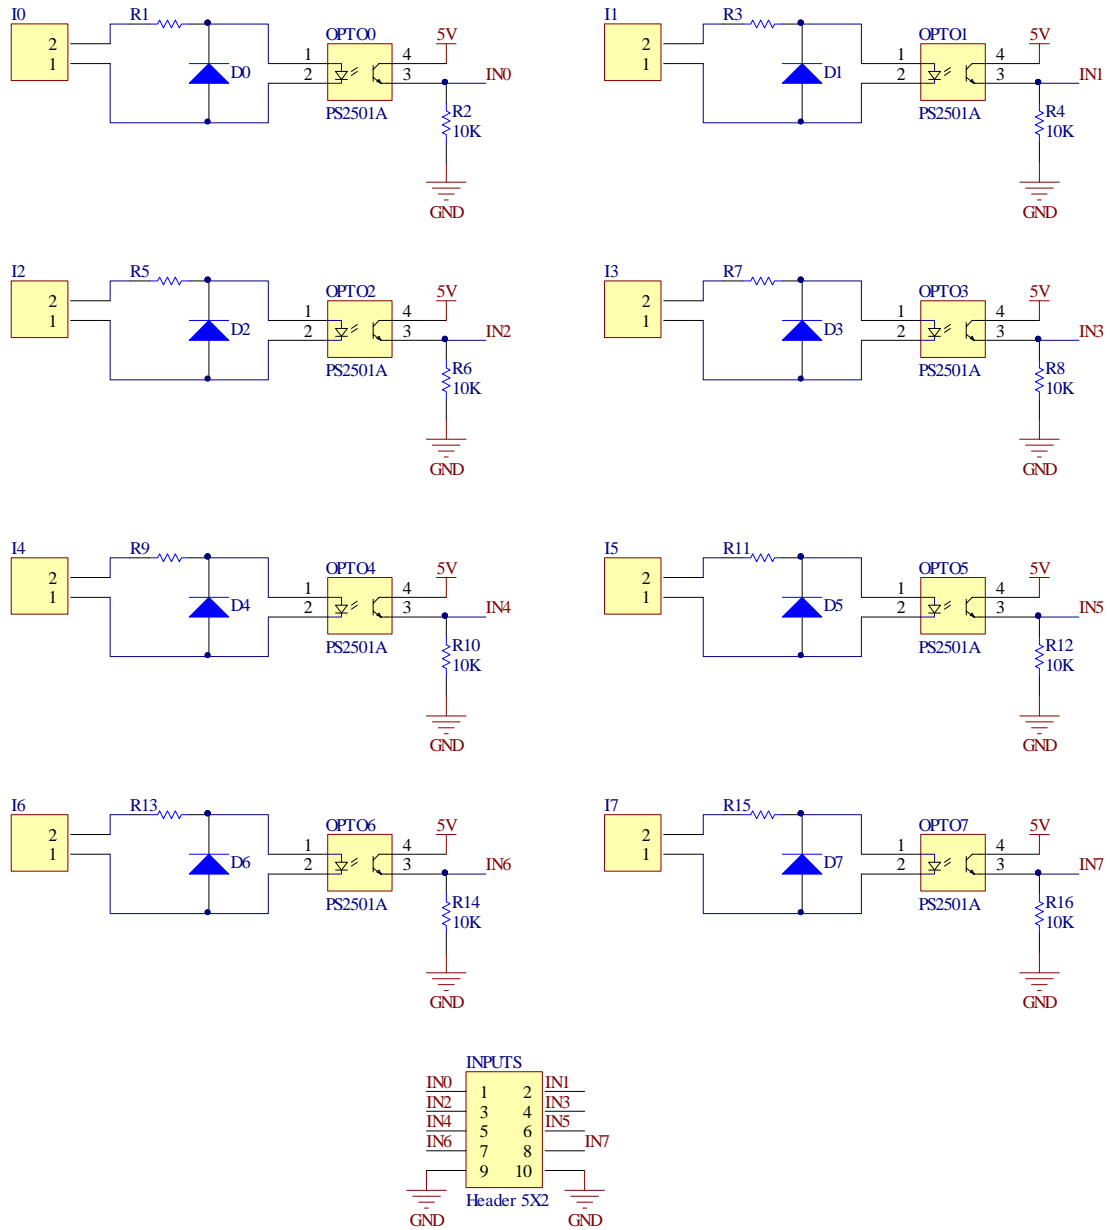 I0
R1
2
1
D0
OPTO0
1
2
4
3
PS2501A
5V
IN0
R2
10K
GND
I1
R3
2
1
D1
OPTO1
1
2
4
3
PS2501A
5V
IN1
R4
10K
GND
I2
R5
2
1
D2
OPTO2
1
2
4
3
PS2501A
5V
IN2
R6
10K
GND
I3
R7
2
1
D3
OPTO3
1
2
4
3
PS2501A
5V
IN3
R8
10K
GND
I4
R9
2
1
D4
OPTO4
1
2
4
3
PS2501A
5V
IN4
R10
10K
GND
I5
R11
2
1
D5
OPTO5
1
2
4
3
PS2501A
5V
IN5
R12
10K
GND
I6
R13
2
1
D6
OPTO6
1
2
4
3
PS2501A
5V
IN6
R14
10K
GND
I7
R15
2
1
D7
OPTO7
1
2
4
3
PS2501A
5V
IN7
R16
10K
GND
INPUTS
IN0 1 2 IN1
IN2 3 4 IN3
IN4 5 6 IN5
IN6 7 8 IN7
9 10
Header 5X2
GND GND